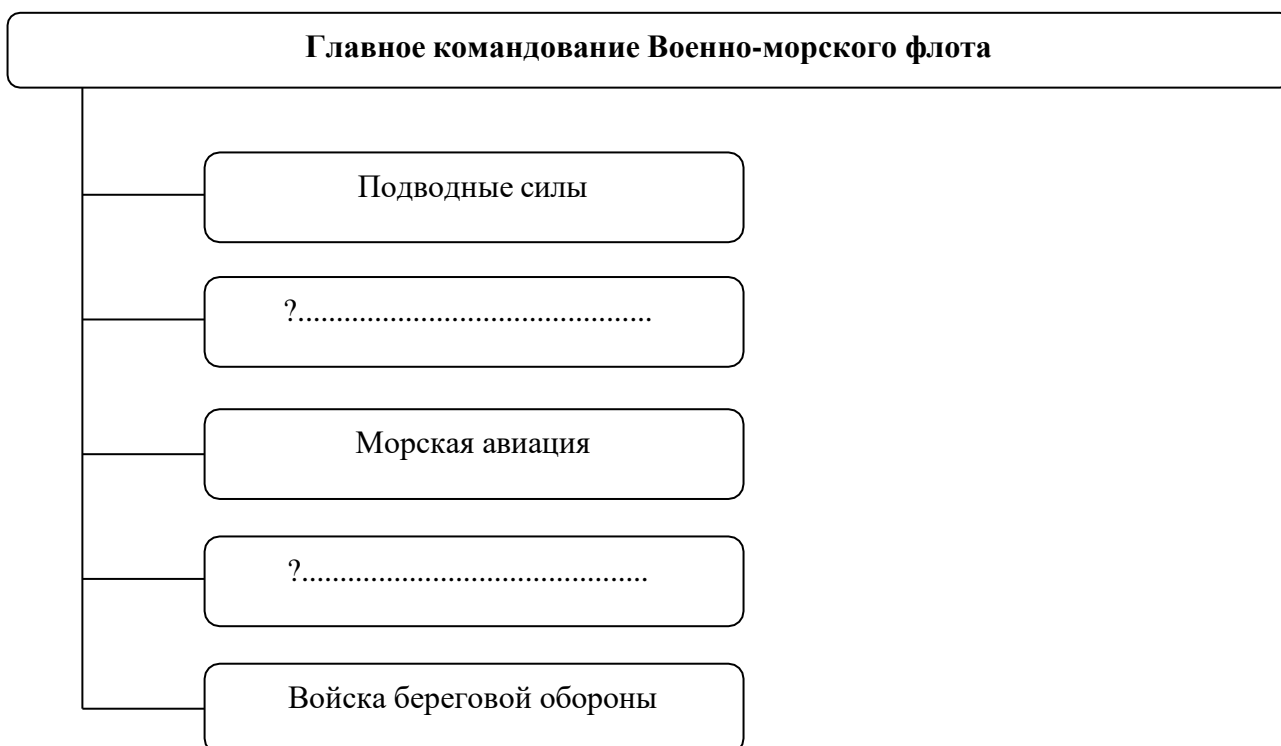 Главное командование Военно-морского флота
Подводные силы
?..............................................
Морская авиация
?.............................................
Войска береговой обороны